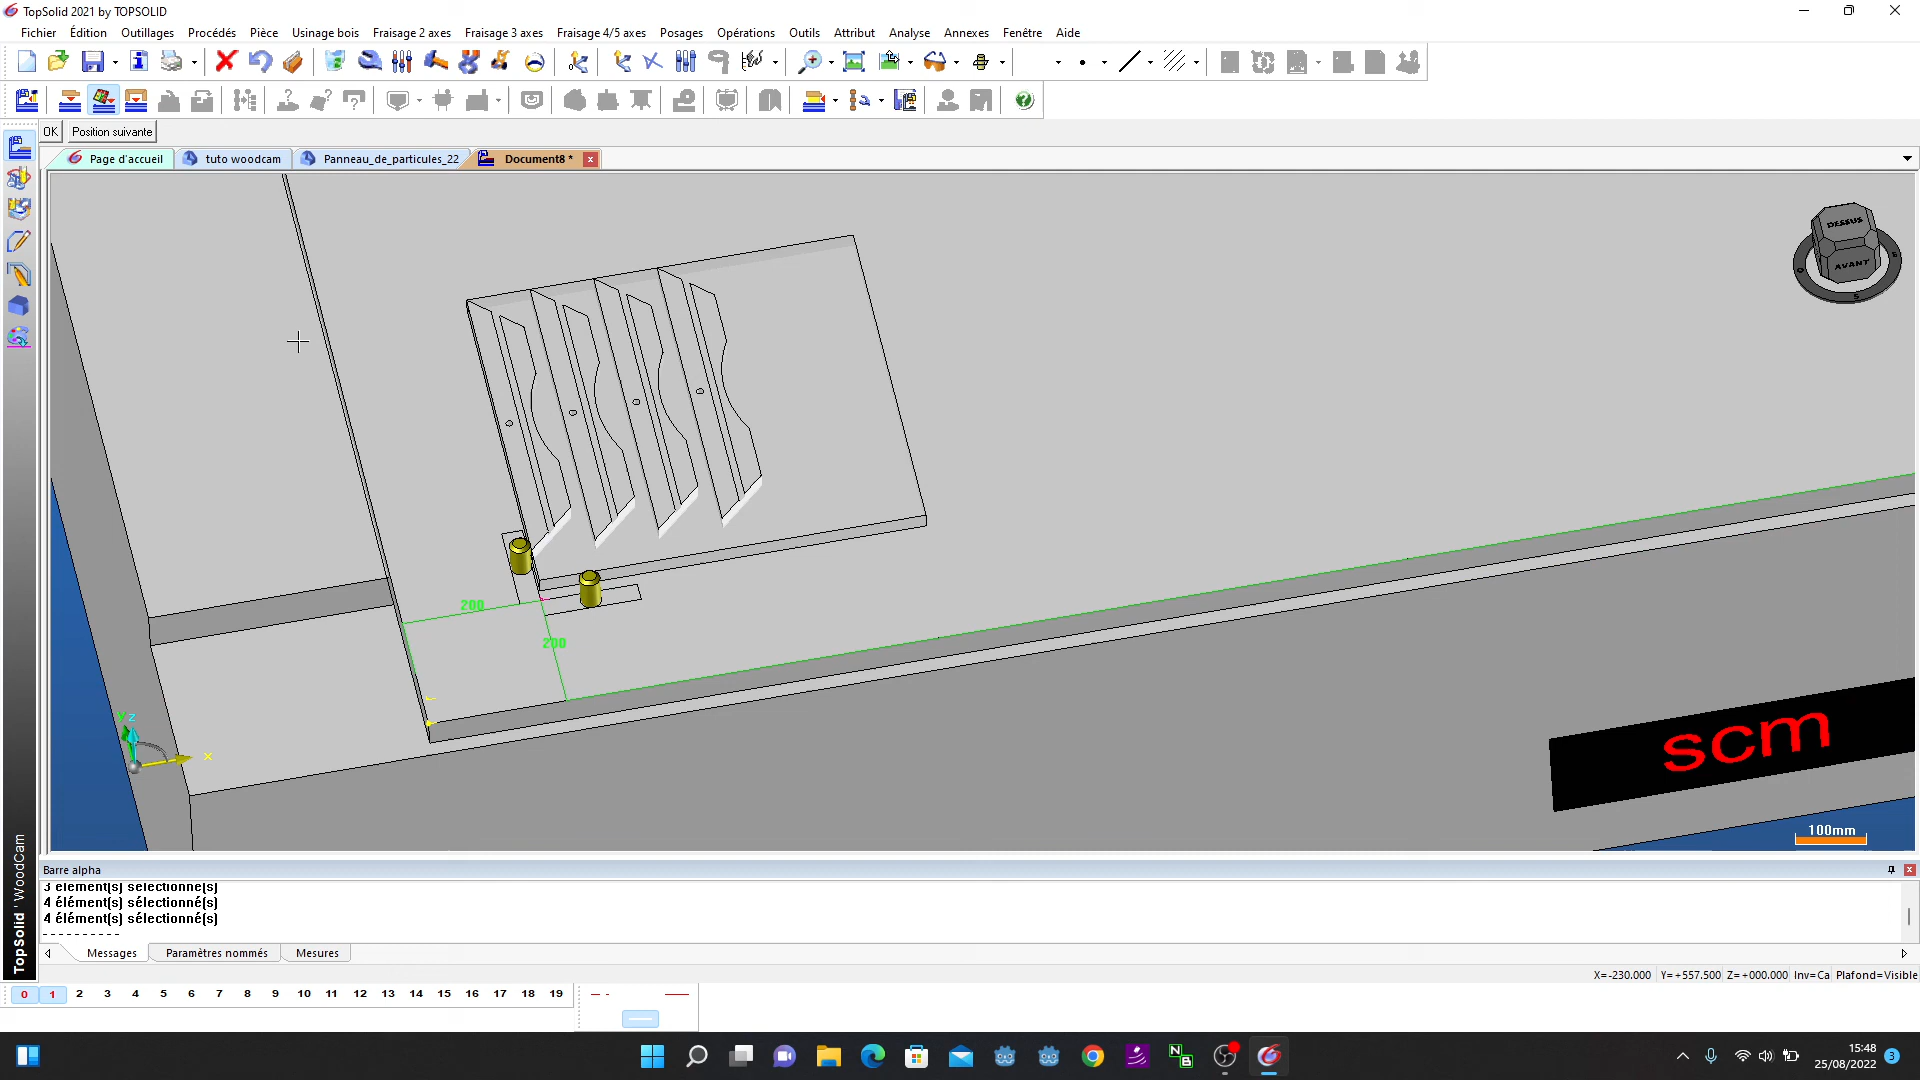 TopSolid 2021 by TOPSOLID
Fichier Édition Outillages Procédés Pièce Usinage bois Fraisage 2 axes Fraisage 3 axes Fraisage 4/5 axes Posages Opérations Outils Attribut Analyse Annexes Fenêtre Aide
OK Position suivante
Page d'accueil tuto woodcam Panneau_de_particules_22 Document8 *
DESSUS
AVANT
200
200
y z
x
scm
100mm
TopSolid'WoodCam
Barre alpha
3 élément(s) sélectionné(s)
4 élément(s) sélectionné(s)
4 élément(s) sélectionné(s)
----------
Messages Paramètres nommés Mesures
X=-230.000 Y=+557.500 Z=+000.000 Inv=Ca Plafond=Visible
0 1 2 3 4 5 6 7 8 9 10 11 12 13 14 15 16 17 18 19
15:48
25/08/2022 3